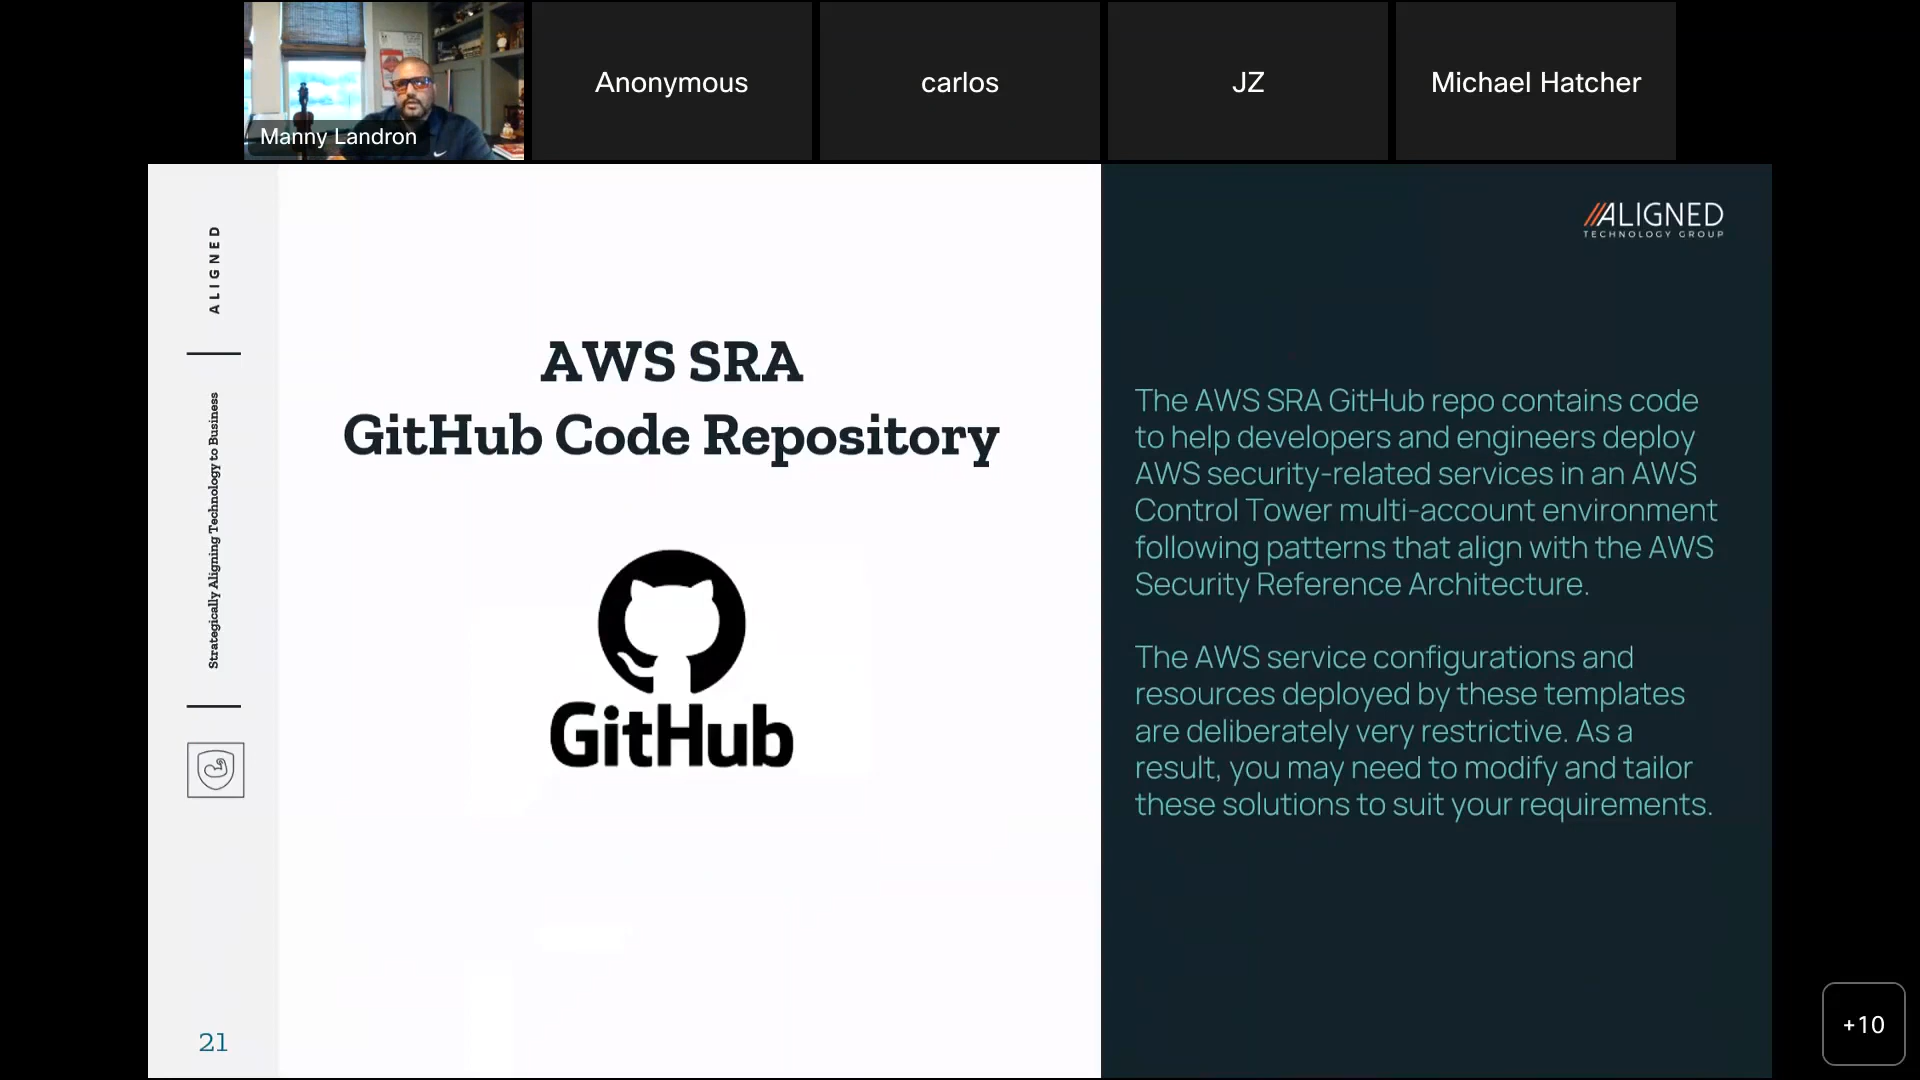 Manny Landron
Anonymous
carlos
JZ
Michael Hatcher
ALIGNED
Strategically Aligning Technology to Business
21
AWS SRA
GitHub Code Repository
GitHub
ALIGNED
TECHNOLOGY GROUP
The AWS SRA GitHub repo contains code
to help developers and engineers deploy
AWS security-related services in an AWS
Control Tower multi-account environment
following patterns that align with the AWS
Security Reference Architecture.
The AWS service configurations and
resources deployed by these templates
are deliberately very restrictive. As a
result, you may need to modify and tailor
these solutions to suit your requirements.
+10